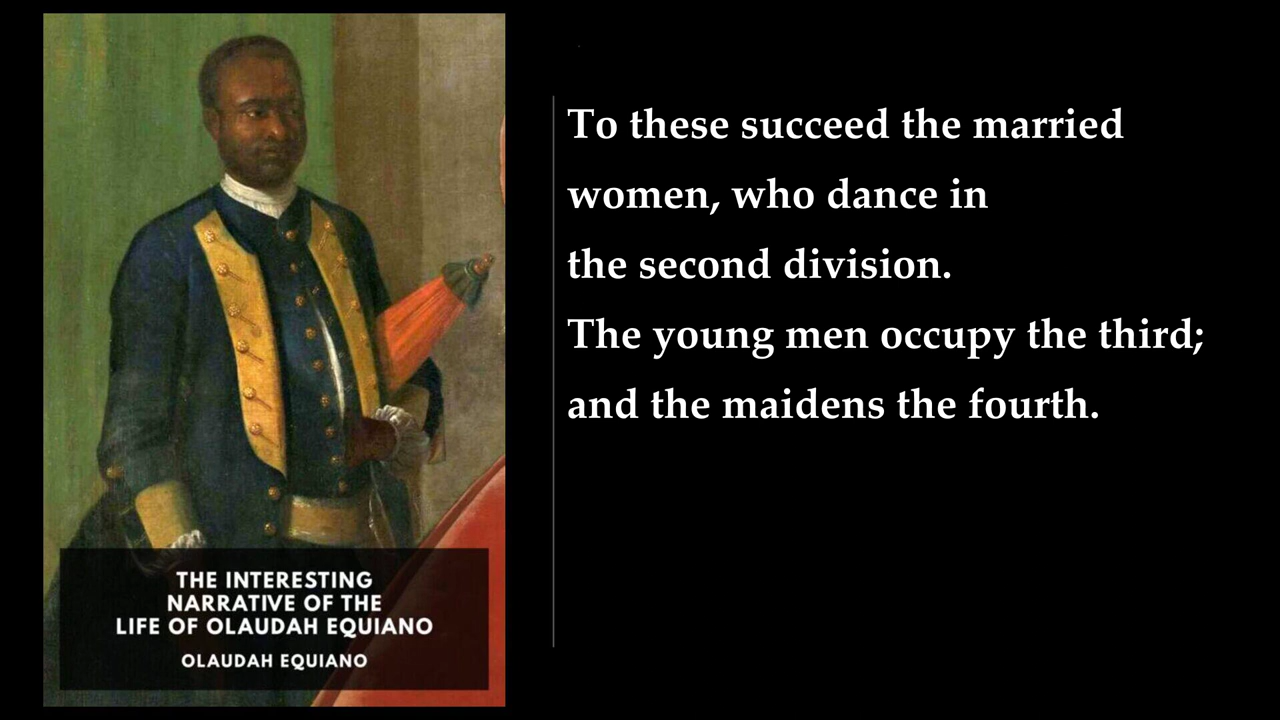 THE INTERESTING
NARRATIVE OF THE
LIFE OF OLAUDAH EQUIANO
OLAUDAH EQUIANO
To these succeed the married
women, who dance in
the second division.
The young men occupy the third;
and the maidens the fourth.